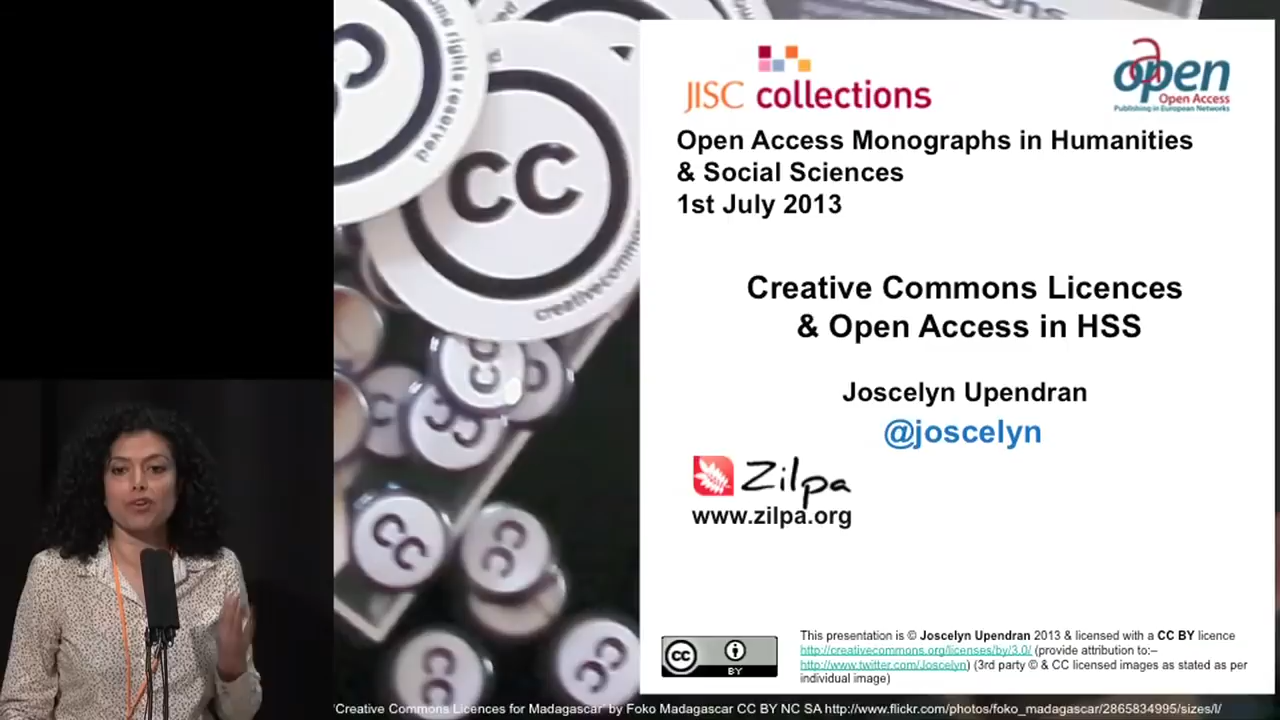 some rights reserved
CC
creativecommo
JISC collections
open
Open Access
Publishing in European Networks
Open Access Monographs in Humanities
& Social Sciences
1st July 2013
Creative Commons Licences
& Open Access in HSS
Joscelyn Upendran
@joscelyn
Zilpa
www.zilpa.org
cc
BY
This presentation is © Joscelyn Upendran 2013 & licensed with a CC BY licence
http://creativecommons.org/licenses/by/3.0/ (provide attribution to:–
http://www.twitter.com/Joscelyn) (3rd party © & CC licensed images as stated as per
individual image)
'Creative Commons Licences for Madagascar' by Foko Madagascar CC BY NC SA http://www.flickr.com/photos/foko_madagascar/2865834995/sizes/l/